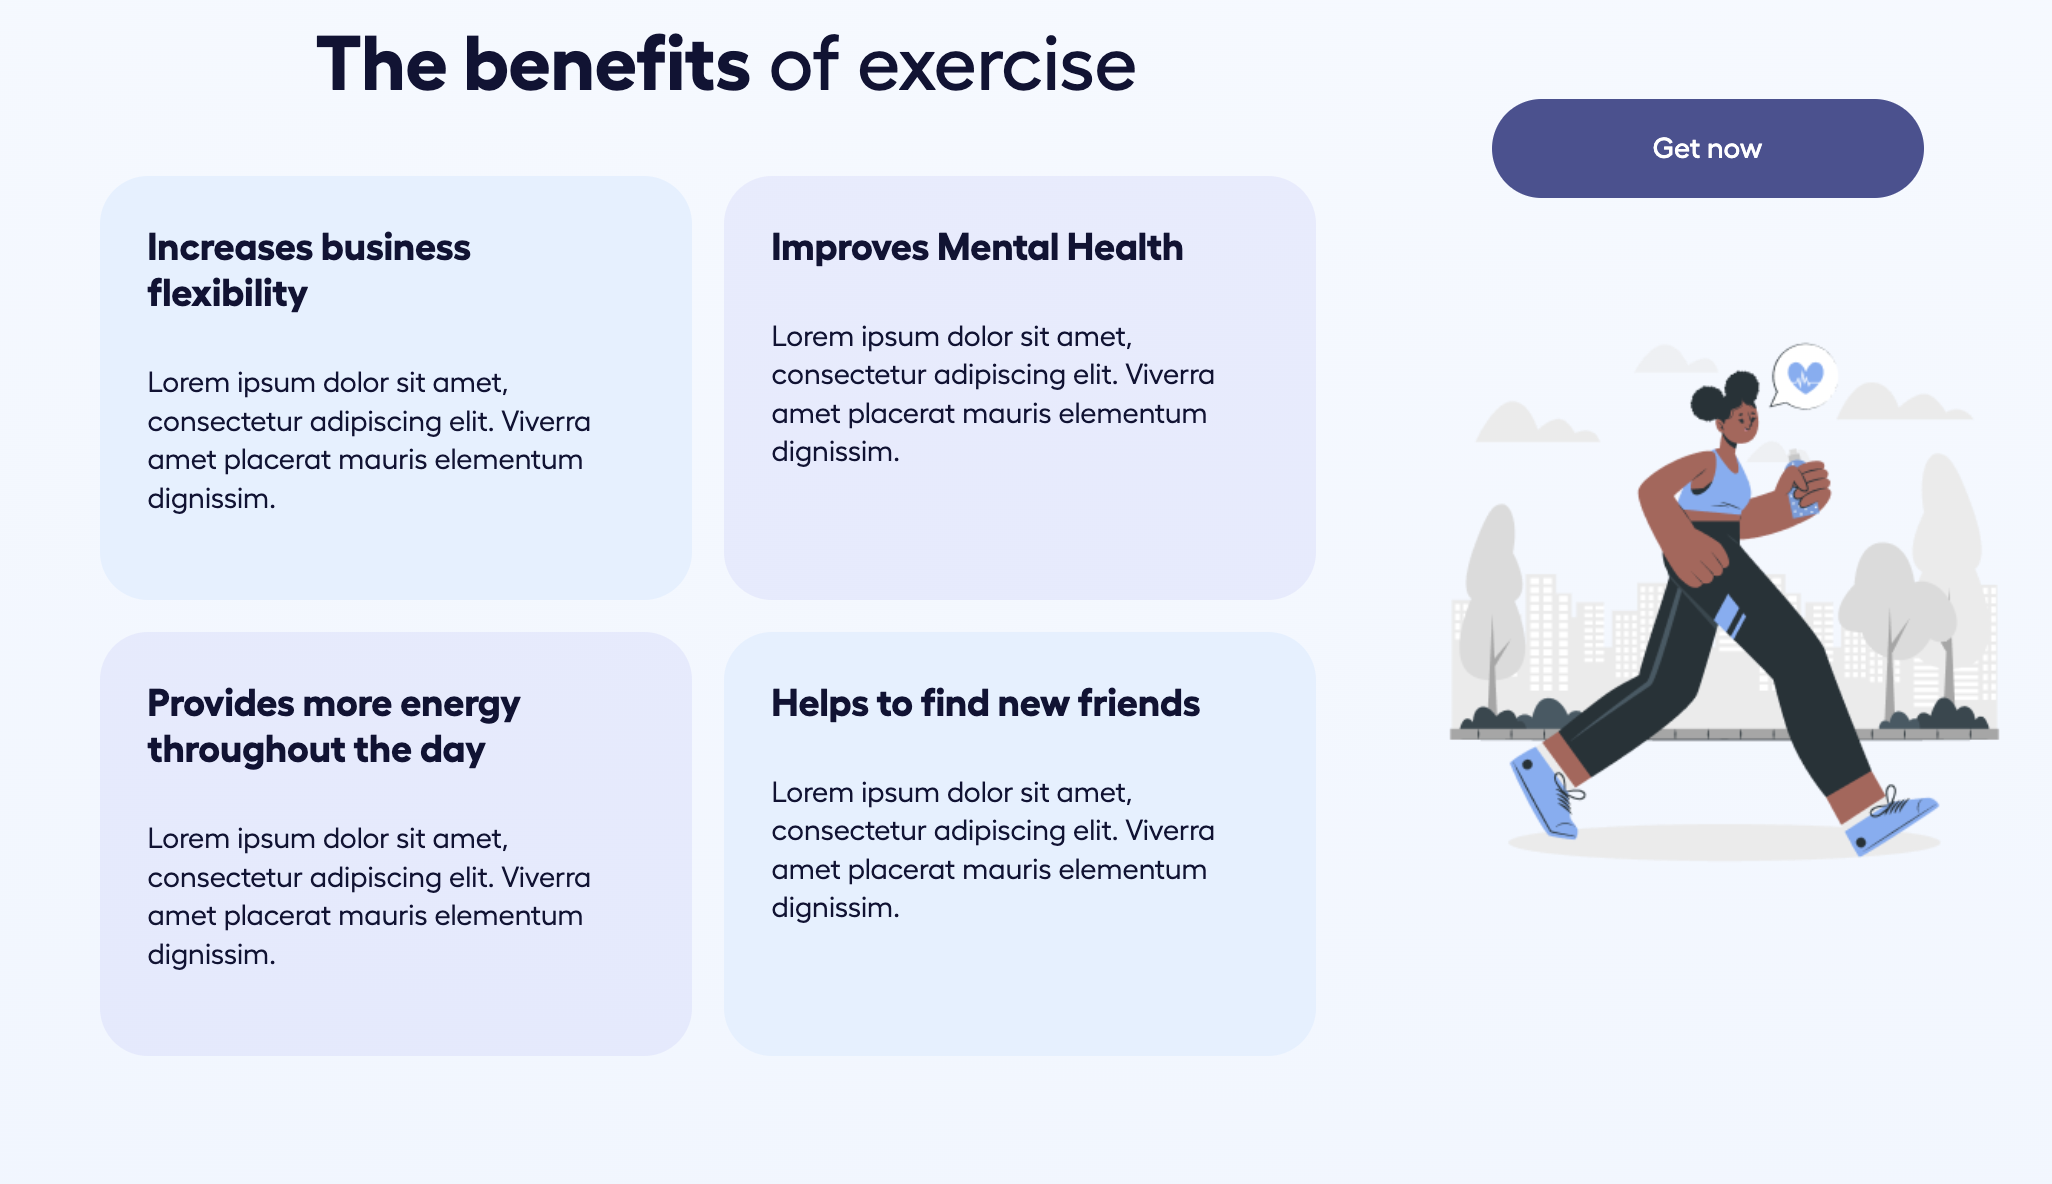 The benefits of exercise
Get now
Increases business
flexibility
Lorem ipsum dolor sit amet,
consectetur adipiscing elit. Viverra
amet placerat mauris elementum
dignissim.
Improves Mental Health
Lorem ipsum dolor sit amet,
consectetur adipiscing elit. Viverra
amet placerat mauris elementum
dignissim.
Provides more energy
throughout the day
Lorem ipsum dolor sit amet,
consectetur adipiscing elit. Viverra
amet placerat mauris elementum
dignissim.
Helps to find new friends
Lorem ipsum dolor sit amet,
consectetur adipiscing elit. Viverra
amet placerat mauris elementum
dignissim.